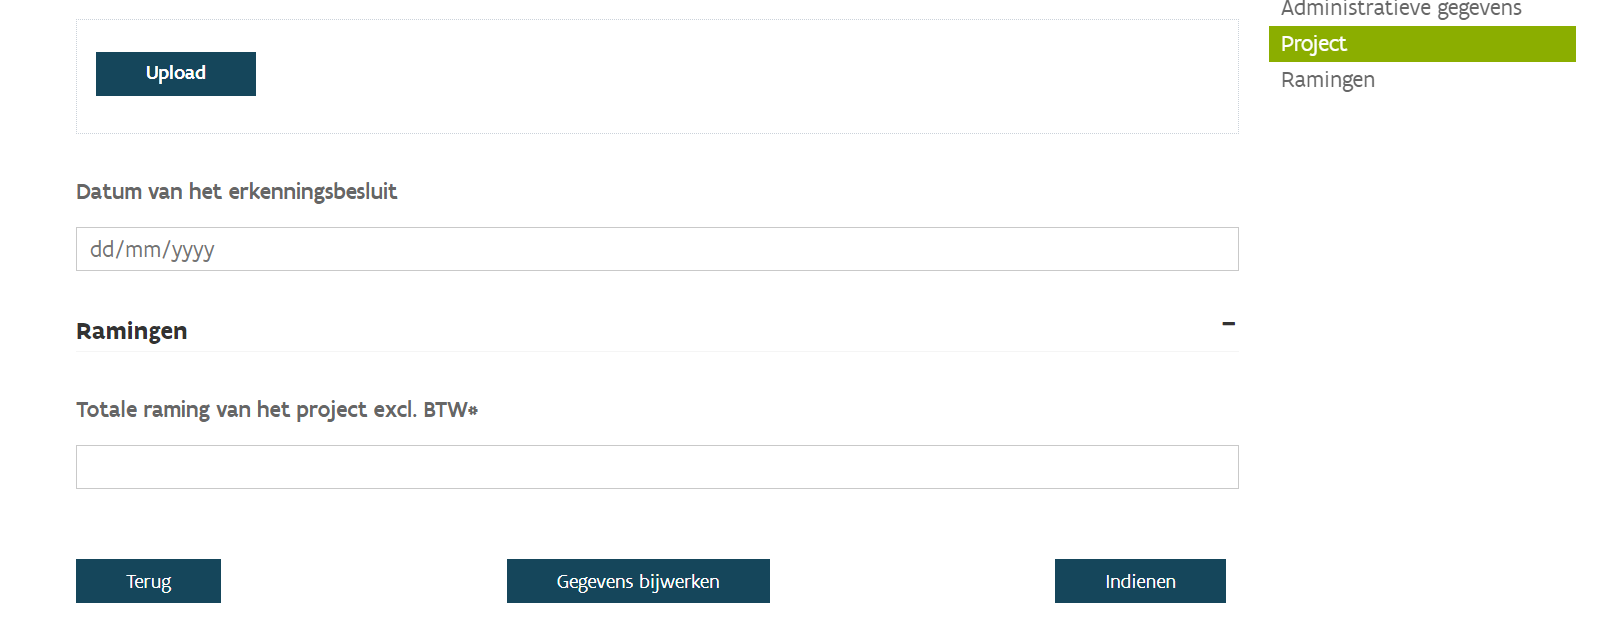 Administratieve gegevens
Project
Ramingen
Upload
Datum van het erkenningsbesluit
dd/mm/yyyy
Ramingen
Totale raming van het project excl. BTW*
Terug
Gegevens bijwerken
Indienen